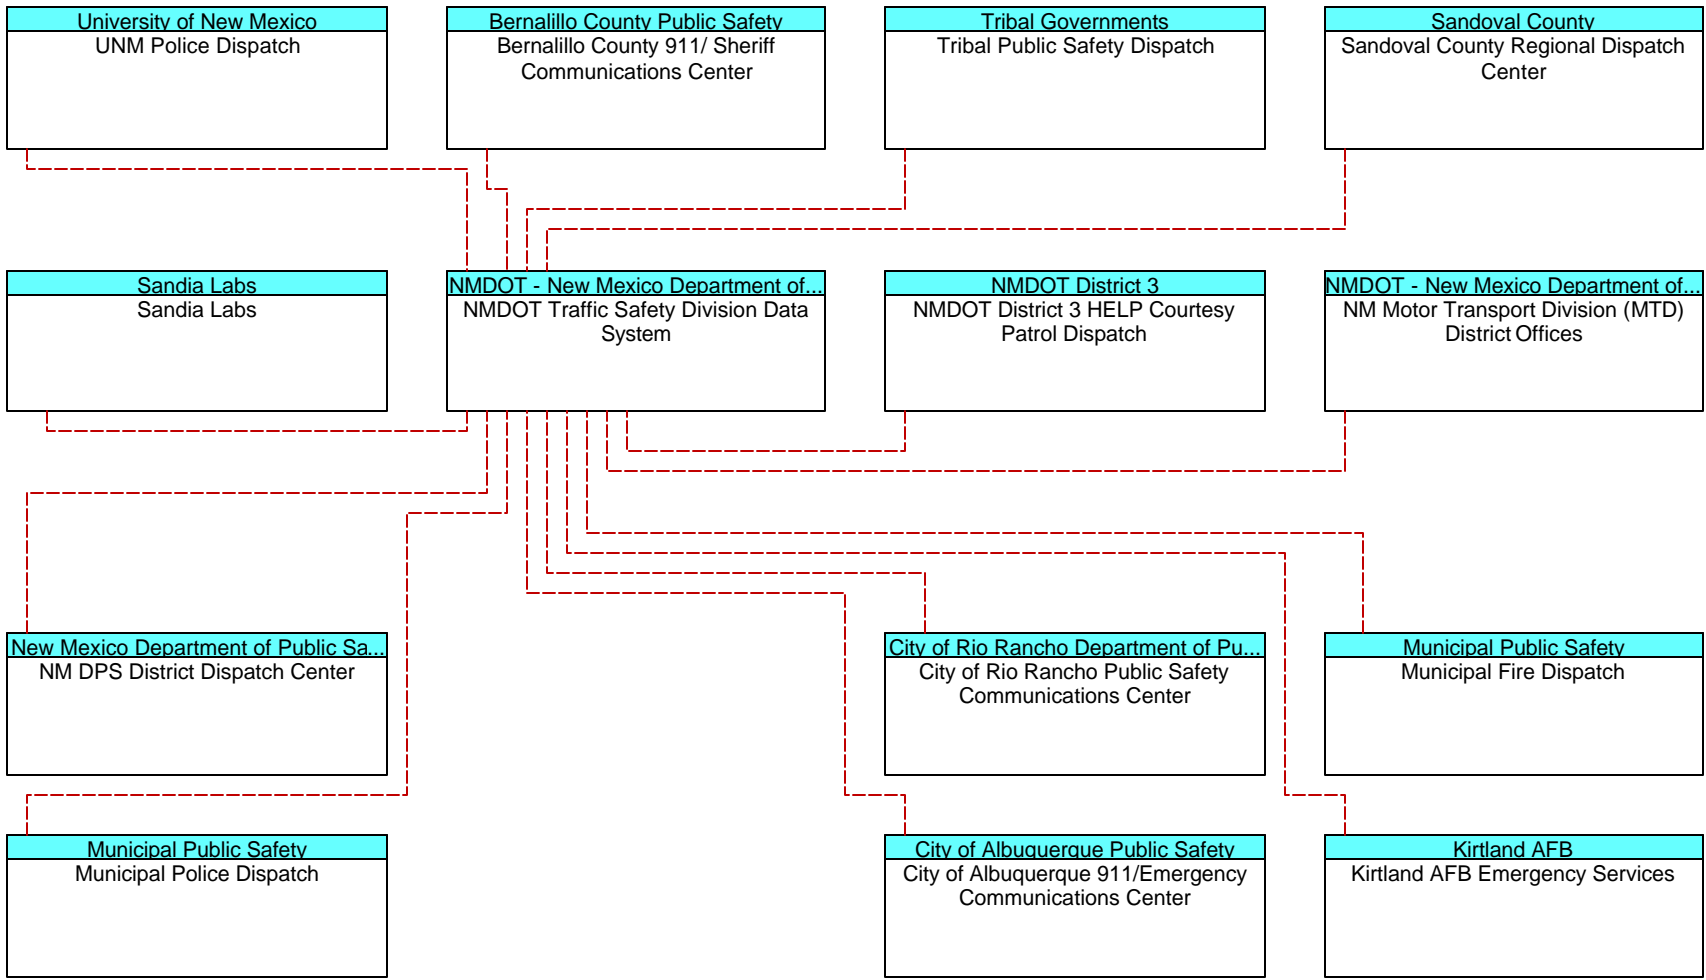 University of New Mexico
UNM Police Dispatch
Bernalillo County Public Safety
Bernalillo County 911/ Sheriff
Communications Center
Tribal Governments
Tribal Public Safety Dispatch
Sandoval County
Sandoval County Regional Dispatch
Center
Sandia Labs
Sandia Labs
NMDOT - New Mexico Department of...
NMDOT Traffic Safety Division Data
System
NMDOT District 3
NMDOT District 3 HELP Courtesy
Patrol Dispatch
NMDOT - New Mexico Department of...
NM Motor Transport Division (MTD)
District Offices
New Mexico Department of Public Sa...
NM DPS District Dispatch Center
City of Rio Rancho Department of Pu...
City of Rio Rancho Public Safety
Communications Center
Municipal Public Safety
Municipal Fire Dispatch
Municipal Public Safety
Municipal Police Dispatch
City of Albuquerque Public Safety
City of Albuquerque 911/Emergency
Communications Center
Kirtland AFB
Kirtland AFB Emergency Services